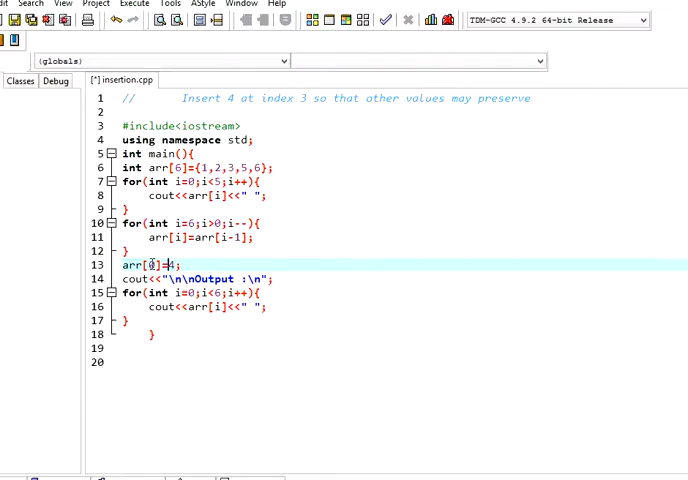 Search View Project Execute Tools AStyle Window Help
TDM-GCC 4.9.2 64-bit Release
(globals)
Classes Debug [*] insertion.cpp
1 // Insert 4 at index 3 so that other values may preserve
2
3 #include<iostream>
4 using namespace std;
5 int main(){
6 int arr[6]={1,2,3,5,6};
7 for(int i=0;i<5;i++){
8 cout<<arr[i]<<" ";
9 }
10 for(int i=6;i>0;i--){
11 arr[i]=arr[i-1];
12 }
13 arr[0]=4;
14 cout<<"\n\nOutput :\n";
15 for(int i=0;i<6;i++){
16 cout<<arr[i]<<" ";
17 }
18 }
19
20